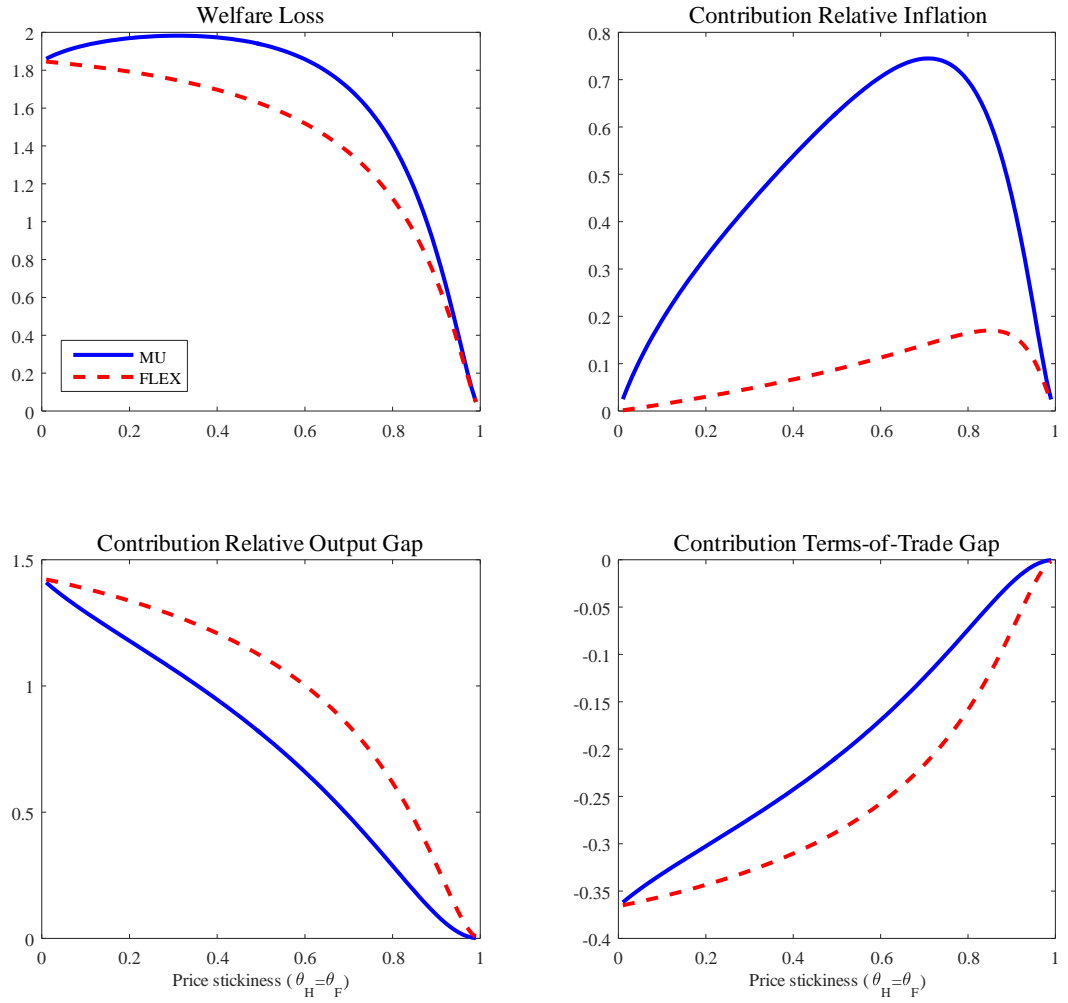 Welfare Loss
2
1.8
1.6
1.4
1.2
1
0.8
0.6
0.4
0.2
0
MU
FLEX
0 0.2 0.4 0.6 0.8 1
Contribution Relative Inflation
0.8
0.7
0.6
0.5
0.4
0.3
0.2
0.1
0
0 0.2 0.4 0.6 0.8 1
Contribution Relative Output Gap
1.5
1
0.5
0
0 0.2 0.4 0.6 0.8 1
Price stickiness (θ_H=θ_F)
Contribution Terms-of-Trade Gap
0
-0.05
-0.1
-0.15
-0.2
-0.25
-0.3
-0.35
-0.4
0 0.2 0.4 0.6 0.8 1
Price stickiness (θ_H=θ_F)